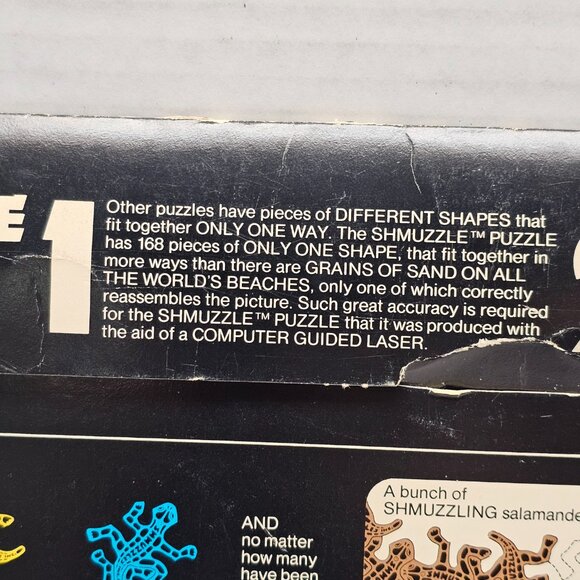 E
1
Other puzzles have pieces of DIFFERENT SHAPES that
fit together ONLY ONE WAY. The SHMUZZLE™ PUZZLE
has 168 pieces of ONLY ONE SHAPE, that fit together in
more ways than there are GRAINS OF SAND ON ALL
THE WORLD'S BEACHES, only one of which correctly
reassembles the picture. Such great accuracy is required
for the SHMUZZLE™ PUZZLE that it was produced with
the aid of a COMPUTER GUIDED LASER.
AND
no matter
how many
have been
A bunch of
SHMUZZLING